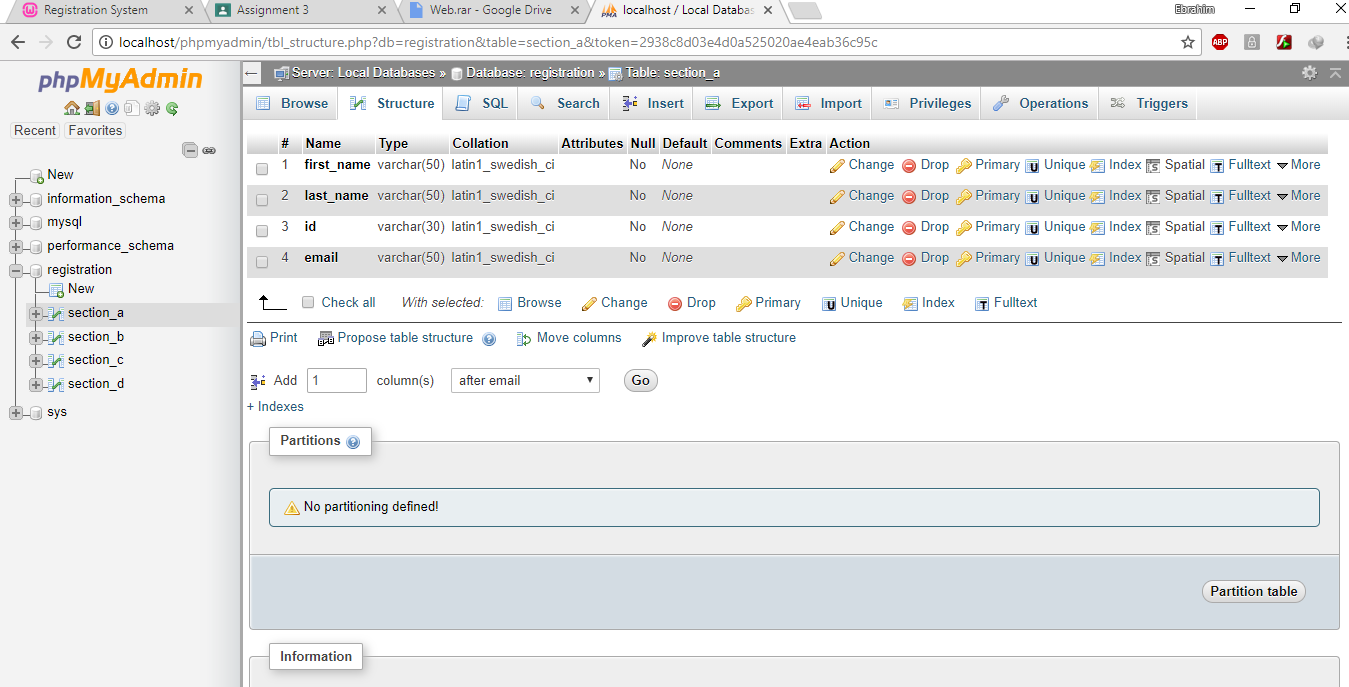 Registration System
Assignment 3
Web.rar - Google Drive
localhost / Local Databas
Ebrahim
localhost/phpmyadmin/tbl_structure.php?db=registration&table=section_a&token=2938c8d03e4d0a525020ae4eab36c95c
ABP
phpMyAdmin
Recent Favorites
New
information_schema
mysql
performance_schema
registration
New
section_a
section_b
section_c
section_d
sys
Server: Local Databases » Database: registration » Table: section_a
Browse Structure SQL Search Insert Export Import Privileges Operations Triggers
# Name Type Collation Attributes Null Default Comments Extra Action
1 first_name varchar(50) latin1_swedish_ci No None Change Drop Primary Unique Index Spatial Fulltext More
2 last_name varchar(50) latin1_swedish_ci No None Change Drop Primary Unique Index Spatial Fulltext More
3 id varchar(30) latin1_swedish_ci No None Change Drop Primary Unique Index Spatial Fulltext More
4 email varchar(50) latin1_swedish_ci No None Change Drop Primary Unique Index Spatial Fulltext More
Check all With selected: Browse Change Drop Primary Unique Index Fulltext
Print Propose table structure Move columns Improve table structure
Add 1 column(s) after email Go
+ Indexes
Partitions
No partitioning defined!
Partition table
Information